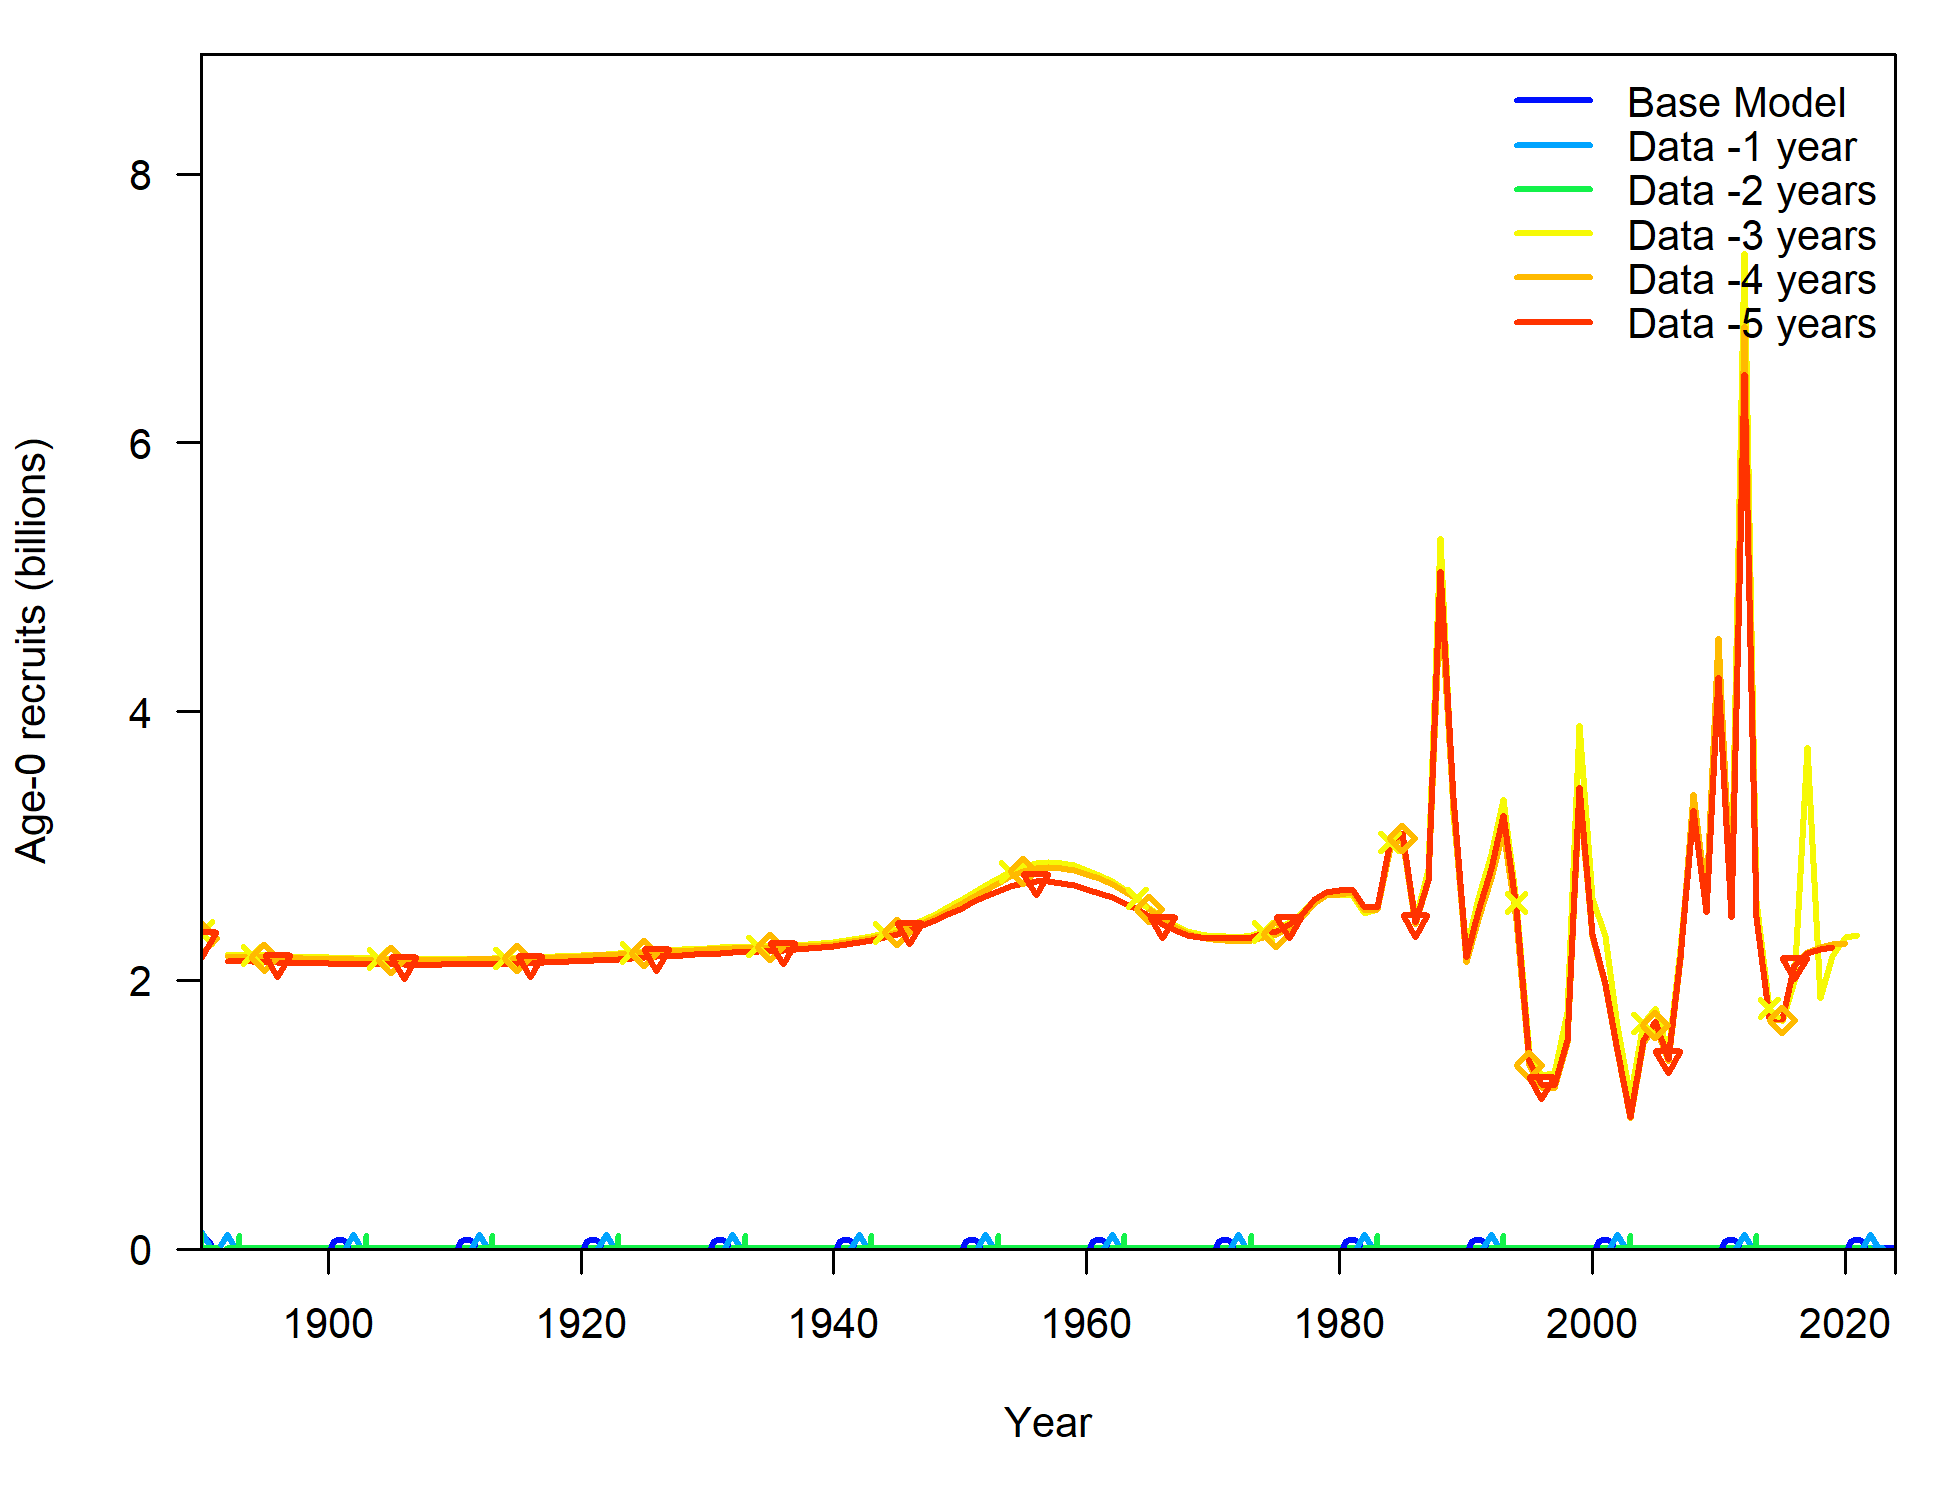 Base Model
Data -1 year
Data -2 years
Data -3 years
Data -4 years
Data -5 years
Age-0 recruits (billions)
8
6
4
2
0
1900 1920 1940 1960 1980 2000 2020
Year